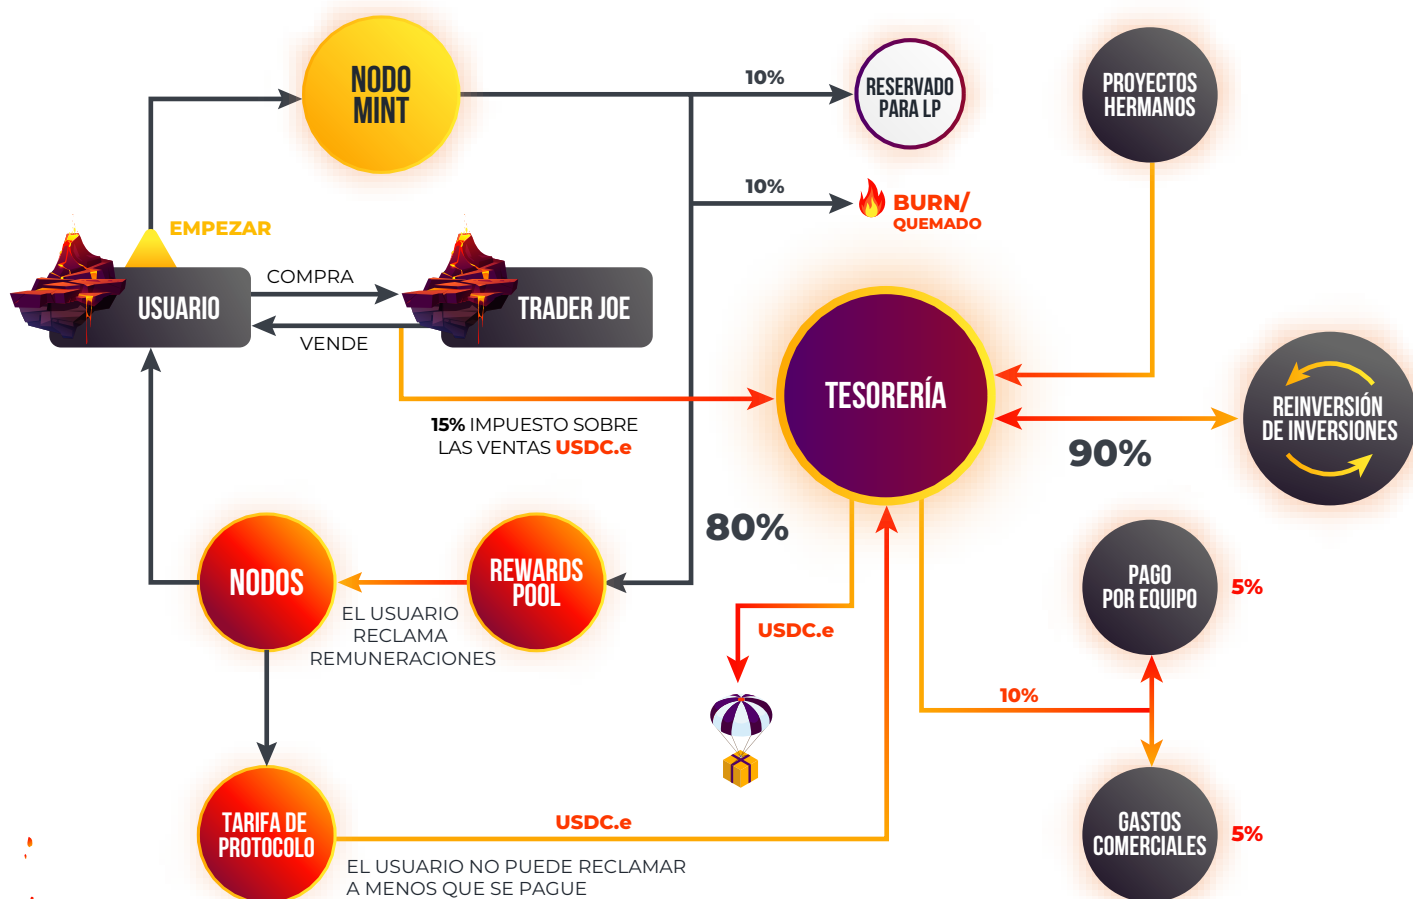 NODO
MINT
10%
RESERVADO
PARA LP
PROYECTOS
HERMANOS
10%
BURN/
QUEMADO
EMPEZAR
USUARIO
COMPRA
VENDE
TRADER JOE
15% IMPUESTO SOBRE
LAS VENTAS USDC.e
TESORERÍA
REINVERSIÓN
DE INVERSIONES
90%
80%
NODOS
REWARDS
POOL
EL USUARIO
RECLAMA
REMUNERACIONES
USDC.e
PAGO
POR EQUIPO
5%
10%
TARIFA DE
PROTOCOLO
USDC.e
EL USUARIO NO PUEDE RECLAMAR
A MENOS QUE SE PAGUE
GASTOS
COMERCIALES
5%